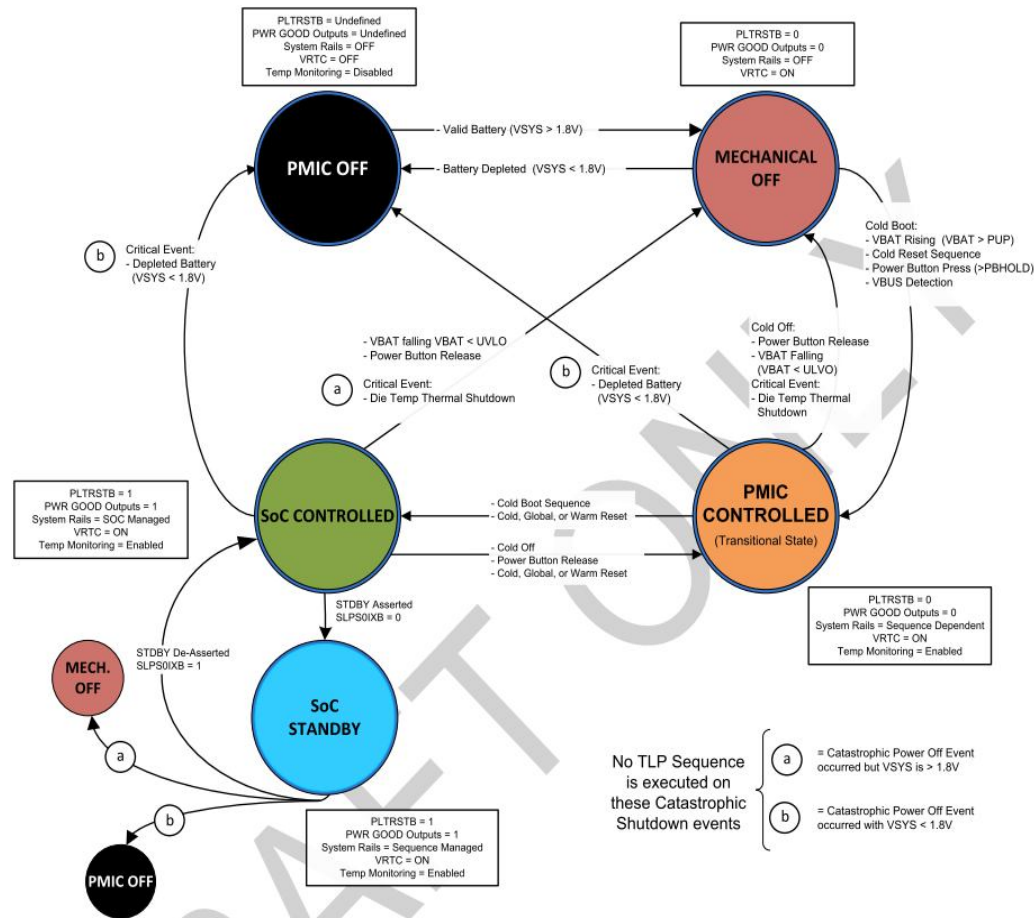 PLTRSTB = Undefined
PWR GOOD Outputs = Undefined
System Rails = OFF
VRTC = OFF
Temp Monitoring = Disabled
PLTRSTB = 0
PWR GOOD Outputs = 0
System Rails = OFF
VRTC = ON
PMIC OFF
- Valid Battery (VSYS > 1.8V)
- Battery Depleted (VSYS < 1.8V)
MECHANICAL
OFF
b
Critical Event:
- Depleted Battery
(VSYS < 1.8V)
Cold Boot:
- VBAT Rising (VBAT > PUP)
- Cold Reset Sequence
- Power Button Press (>PBHOLD)
- VBUS Detection
- VBAT falling VBAT < UVLO
- Power Button Release
a
Critical Event:
- Die Temp Thermal Shutdown
b
Critical Event:
- Depleted Battery
(VSYS < 1.8V)
Cold Off:
- Power Button Release
- VBAT Falling
(VBAT < ULVO)
Critical Event:
- Die Temp Thermal
Shutdown
PLTRSTB = 1
PWR GOOD Outputs = 1
System Rails = SOC Managed
VRTC = ON
Temp Monitoring = Enabled
SoC CONTROLLED
- Cold Boot Sequence
- Cold, Global, or Warm Reset
- Cold Off
- Power Button Release
- Cold, Global, or Warm Reset
PMIC
CONTROLLED
(Transitional State)
PLTRSTB = 0
PWR GOOD Outputs = 0
System Rails = Sequence Dependent
VRTC = ON
Temp Monitoring = Enabled
STDBY Asserted
SLPS0IXB = 0
STDBY De-Asserted
SLPS0IXB = 1
MECH.
OFF
SoC
STANDBY
a
b
PMIC OFF
PLTRSTB = 1
PWR GOOD Outputs = 1
System Rails = Sequence Managed
VRTC = ON
Temp Monitoring = Enabled
No TLP Sequence
is executed on
these Catastrophic
Shutdown events
a
= Catastrophic Power Off Event
occurred but VSYS is > 1.8V
b
= Catastrophic Power Off Event
occurred with VSYS < 1.8V